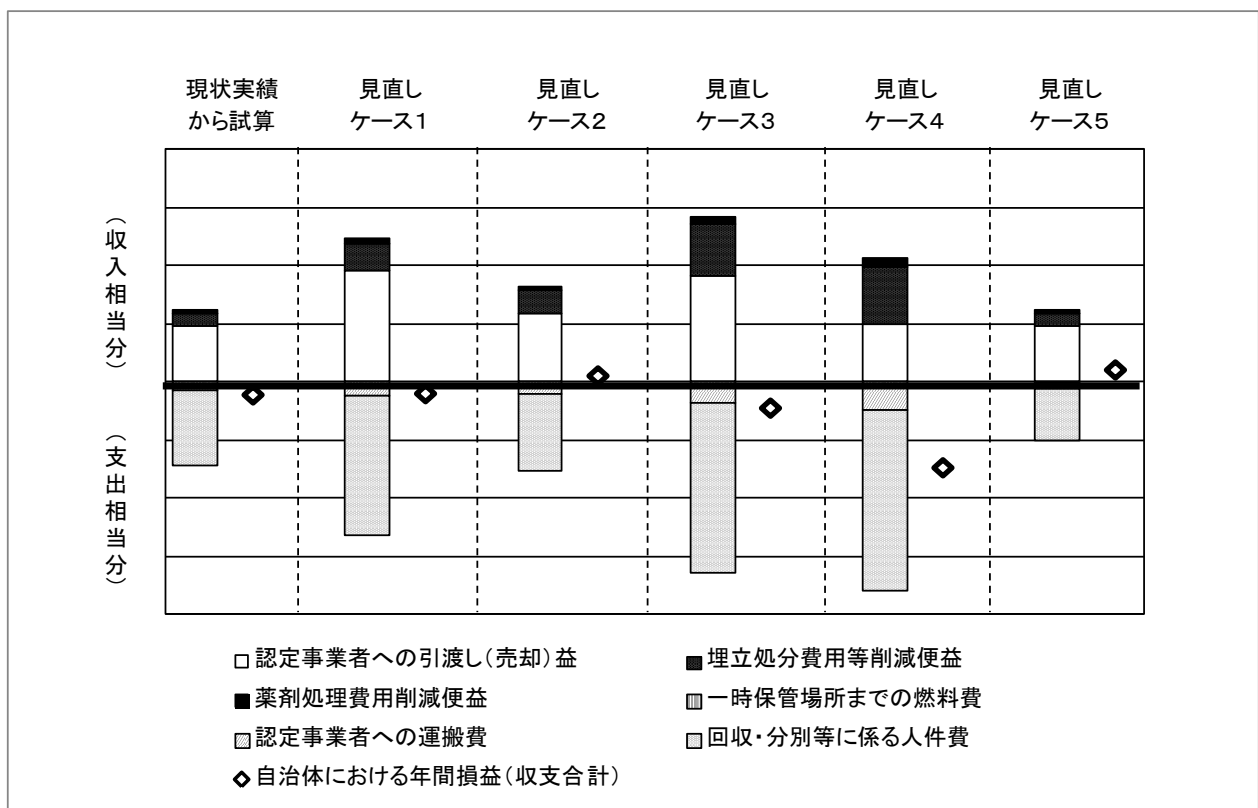 現状実績
から試算
見直し
ケース1
見直し
ケース2
見直し
ケース3
見直し
ケース4
見直し
ケース5
（収入相当分）
（支出相当分）
認定事業者への引渡し（売却）益
埋立処分費用等削減便益
薬剤処理費用削減便益
一時保管場所までの燃料費
認定事業者への運搬費
回収・分別等に係る人件費
自治体における年間損益（収支合計）